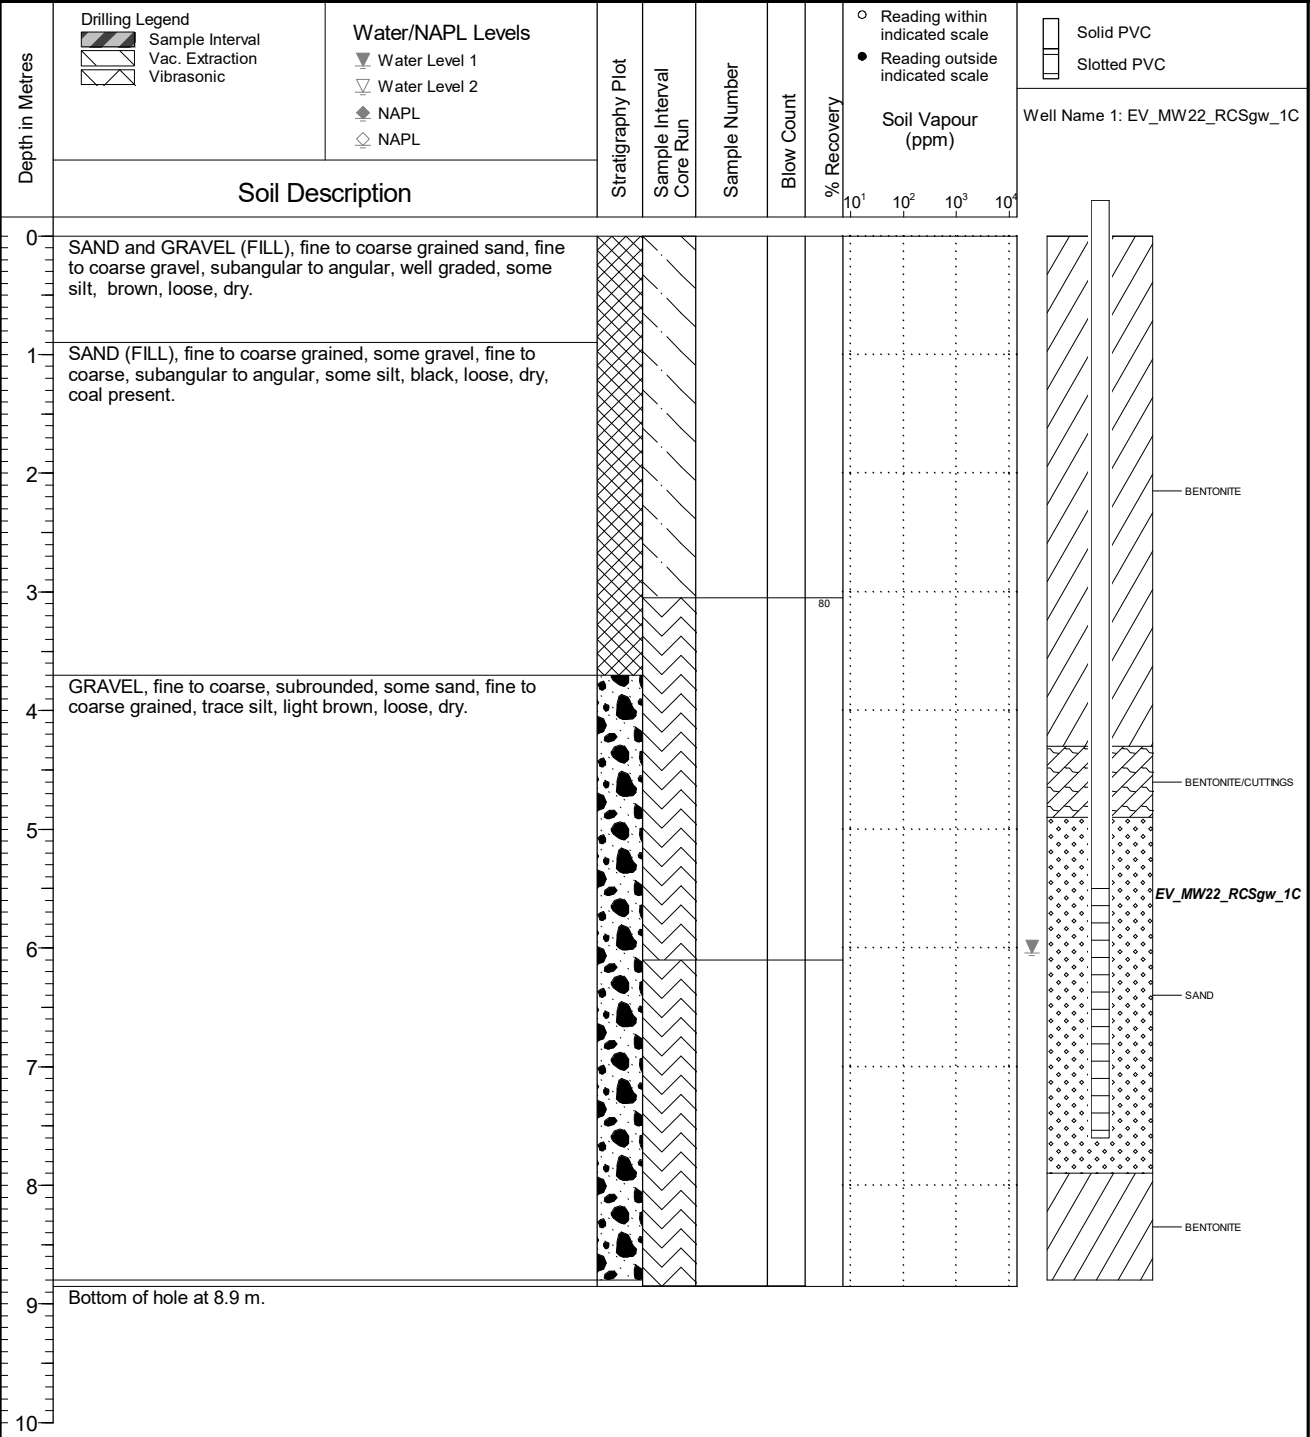 Depth in Metres
Drilling Legend
Sample Interval
Vac. Extraction
Vibrasonic
Water/NAPL Levels
Water Level 1
Water Level 2
NAPL
NAPL
Soil Description
Stratigraphy Plot
Sample Interval
Core Run
Sample Number
Blow Count
% Recovery
Reading within
indicated scale
Reading outside
indicated scale
Soil Vapour
(ppm)
10¹ 10² 10³ 10⁴
Solid PVC
Slotted PVC
Well Name 1: EV_MW22_RCSgw_1C
0
SAND and GRAVEL (FILL), fine to coarse grained sand, fine
to coarse gravel, subangular to angular, well graded, some
silt, brown, loose, dry.
1
SAND (FILL), fine to coarse grained, some gravel, fine to
coarse, subangular to angular, some silt, black, loose, dry,
coal present.
2
BENTONITE
3
80
GRAVEL, fine to coarse, subrounded, some sand, fine to
coarse grained, trace silt, light brown, loose, dry.
4
BENTONITE/CUTTINGS
5
EV_MW22_RCSgw_1C
6
SAND
7
8
BENTONITE
Bottom of hole at 8.9 m.
9
10